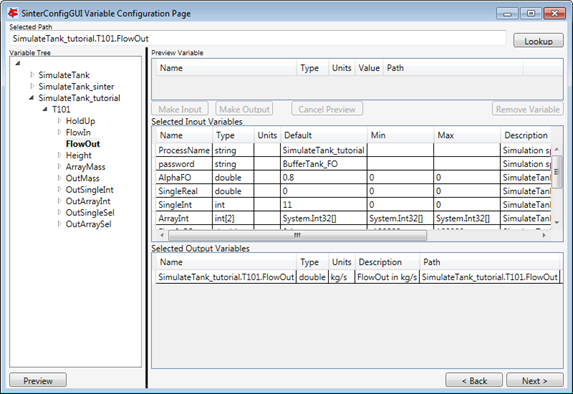 SinterConfigGUI Variable Configuration Page
Selected Path
SimulateTank_tutorial.T101.FlowOut
Lookup
Variable Tree
SimulateTank
SimulateTank_sinter
SimulateTank_tutorial
T101
HoldUp
FlowIn
FlowOut
Height
ArrayMass
OutMass
OutSingleInt
OutArrayInt
OutSingleSel
OutArraySel
Preview
Preview Variable
Name Type Units Value Path
Make Input Make Output Cancel Preview Remove Variable
Selected Input Variables
Name Type Units Default Min Max Description
ProcessName string SimulateTank_tutorial Simulation sp
password string BufferTank_FO Simulation sp
AlphaFO double 0.8 0 0 SimulateTank
SingleReal double 0 0 0 SimulateTank
SingleInt int 11 0 0 SimulateTank
ArrayInt int[2] System.Int32[] System.Int32[] System.Int32[] SimulateTank
Selected Output Variables
Name Type Units Description Path
SimulateTank_tutorial.T101.FlowOut double kg/s FlowOut in kg/s SimulateTank_tutorial.T101.FlowOut
< Back Next >